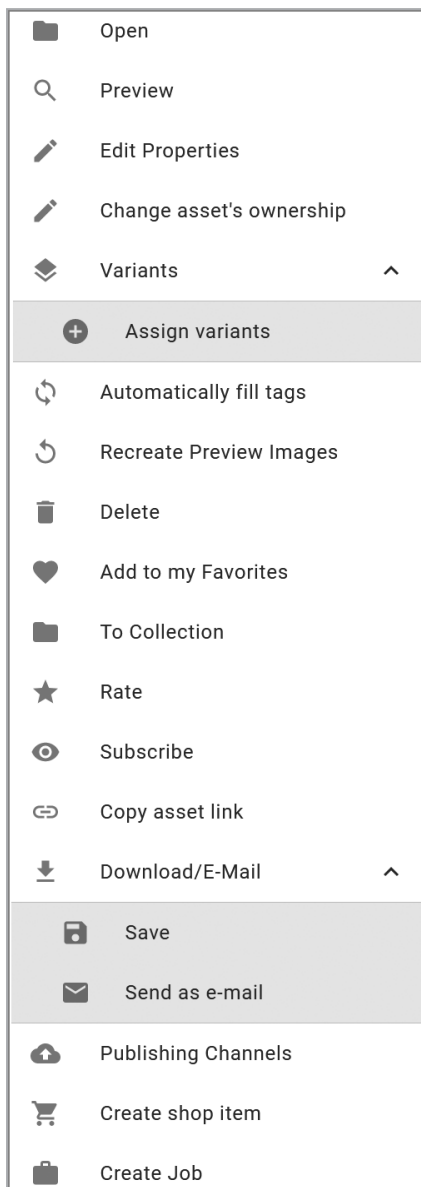 Open
Preview
Edit Properties
Change asset's ownership
Variants
Assign variants
Automatically fill tags
Recreate Preview Images
Delete
Add to my Favorites
To Collection
Rate
Subscribe
Copy asset link
Download/E-Mail
Save
Send as e-mail
Publishing Channels
Create shop item
Create Job